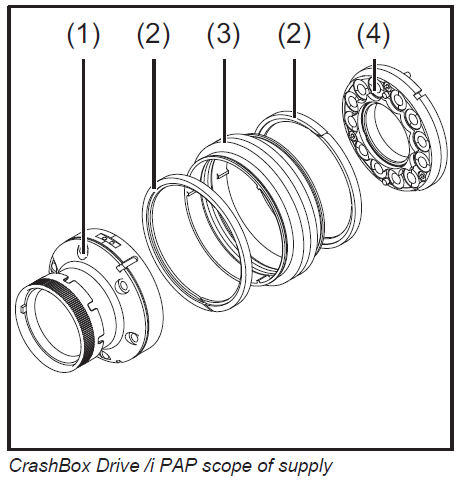 (1) (2) (3) (2) (4)
CrashBox Drive /i PAP scope of supply